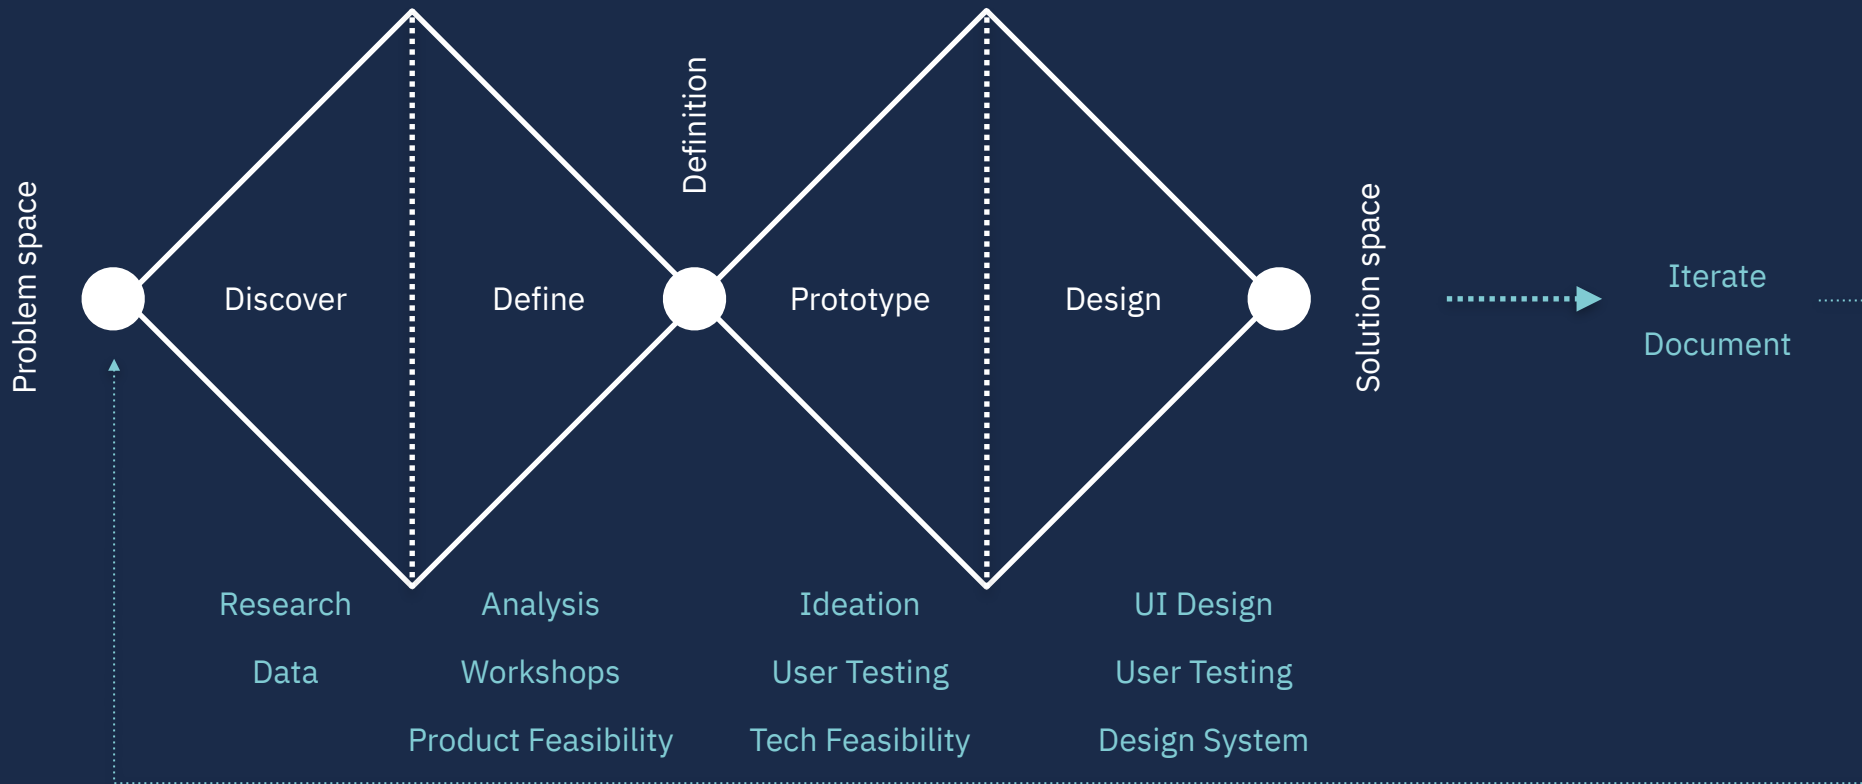 Problem space
Discover
Define
Definition
Prototype
Design
Solution space
Iterate
Document
Research
Data
Analysis
Workshops
Product Feasibility
Ideation
User Testing
Tech Feasibility
UI Design
User Testing
Design System